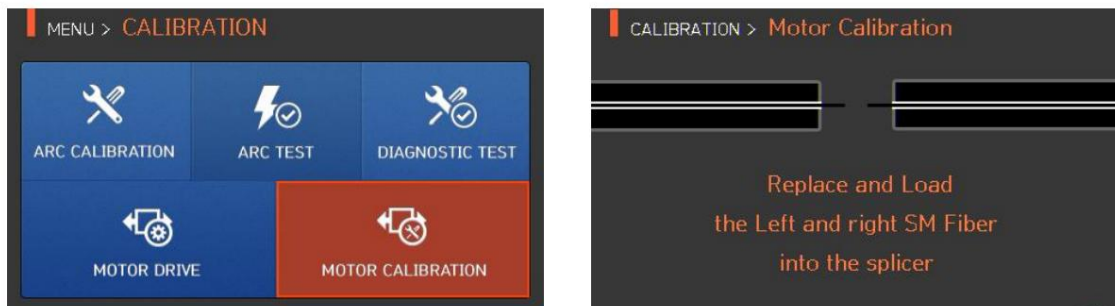 MENU > CALIBRATION
ARC CALIBRATION
ARC TEST
DIAGNOSTIC TEST
MOTOR DRIVE
MOTOR CALIBRATION
CALIBRATION > Motor Calibration
Replace and Load
the Left and right SM Fiber
into the splicer